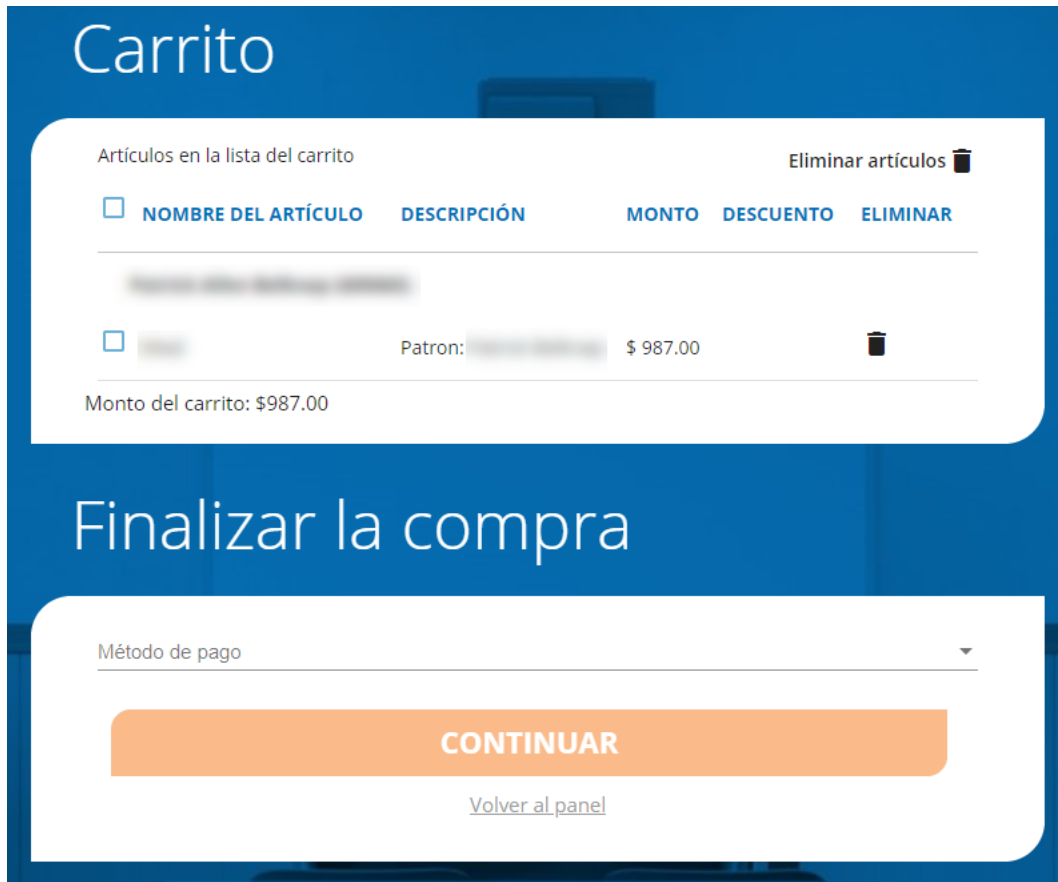 Carrito
Artículos en la lista del carrito
Eliminar artículos
NOMBRE DEL ARTÍCULO DESCRIPCIÓN MONTO DESCUENTO ELIMINAR
Patron: $ 987.00
Monto del carrito: $987.00
Finalizar la compra
Método de pago
CONTINUAR
Volver al panel